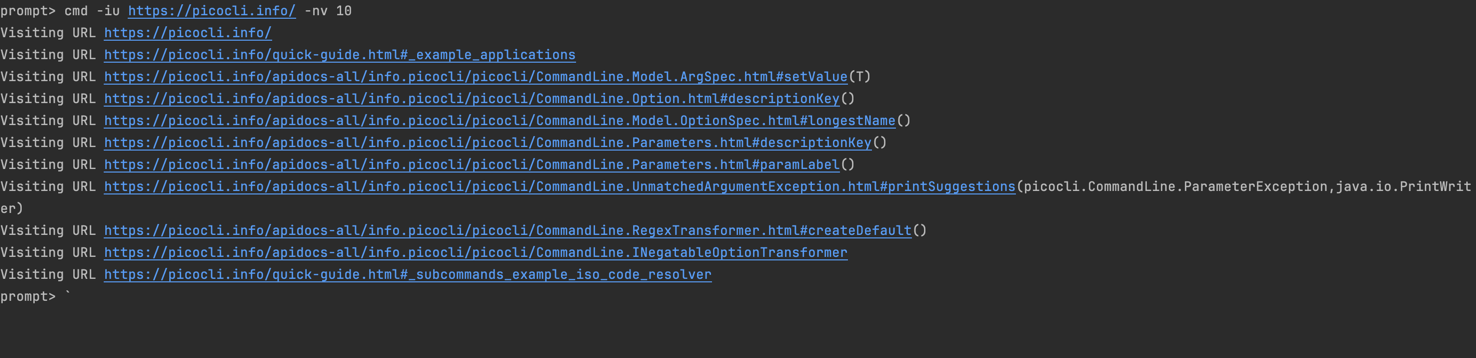 prompt> cmd -iu https://picocli.info/ -nv 10
Visiting URL https://picocli.info/
Visiting URL https://picocli.info/quick-guide.html#_example_applications
Visiting URL https://picocli.info/apidocs-all/info.picocli/picocli/CommandLine.Model.ArgSpec.html#setValue(T)
Visiting URL https://picocli.info/apidocs-all/info.picocli/picocli/CommandLine.Option.html#descriptionKey()
Visiting URL https://picocli.info/apidocs-all/info.picocli/picocli/CommandLine.Model.OptionSpec.html#longestName()
Visiting URL https://picocli.info/apidocs-all/info.picocli/picocli/CommandLine.Parameters.html#descriptionKey()
Visiting URL https://picocli.info/apidocs-all/info.picocli/picocli/CommandLine.Parameters.html#paramLabel()
Visiting URL https://picocli.info/apidocs-all/info.picocli/picocli/CommandLine.UnmatchedArgumentException.html#printSuggestions(picocli.CommandLine.ParameterException,java.io.PrintWrit
er)
Visiting URL https://picocli.info/apidocs-all/info.picocli/picocli/CommandLine.RegexTransformer.html#createDefault()
Visiting URL https://picocli.info/apidocs-all/info.picocli/picocli/CommandLine.INegatableOptionTransformer
Visiting URL https://picocli.info/quick-guide.html#_subcommands_example_iso_code_resolver
prompt> `